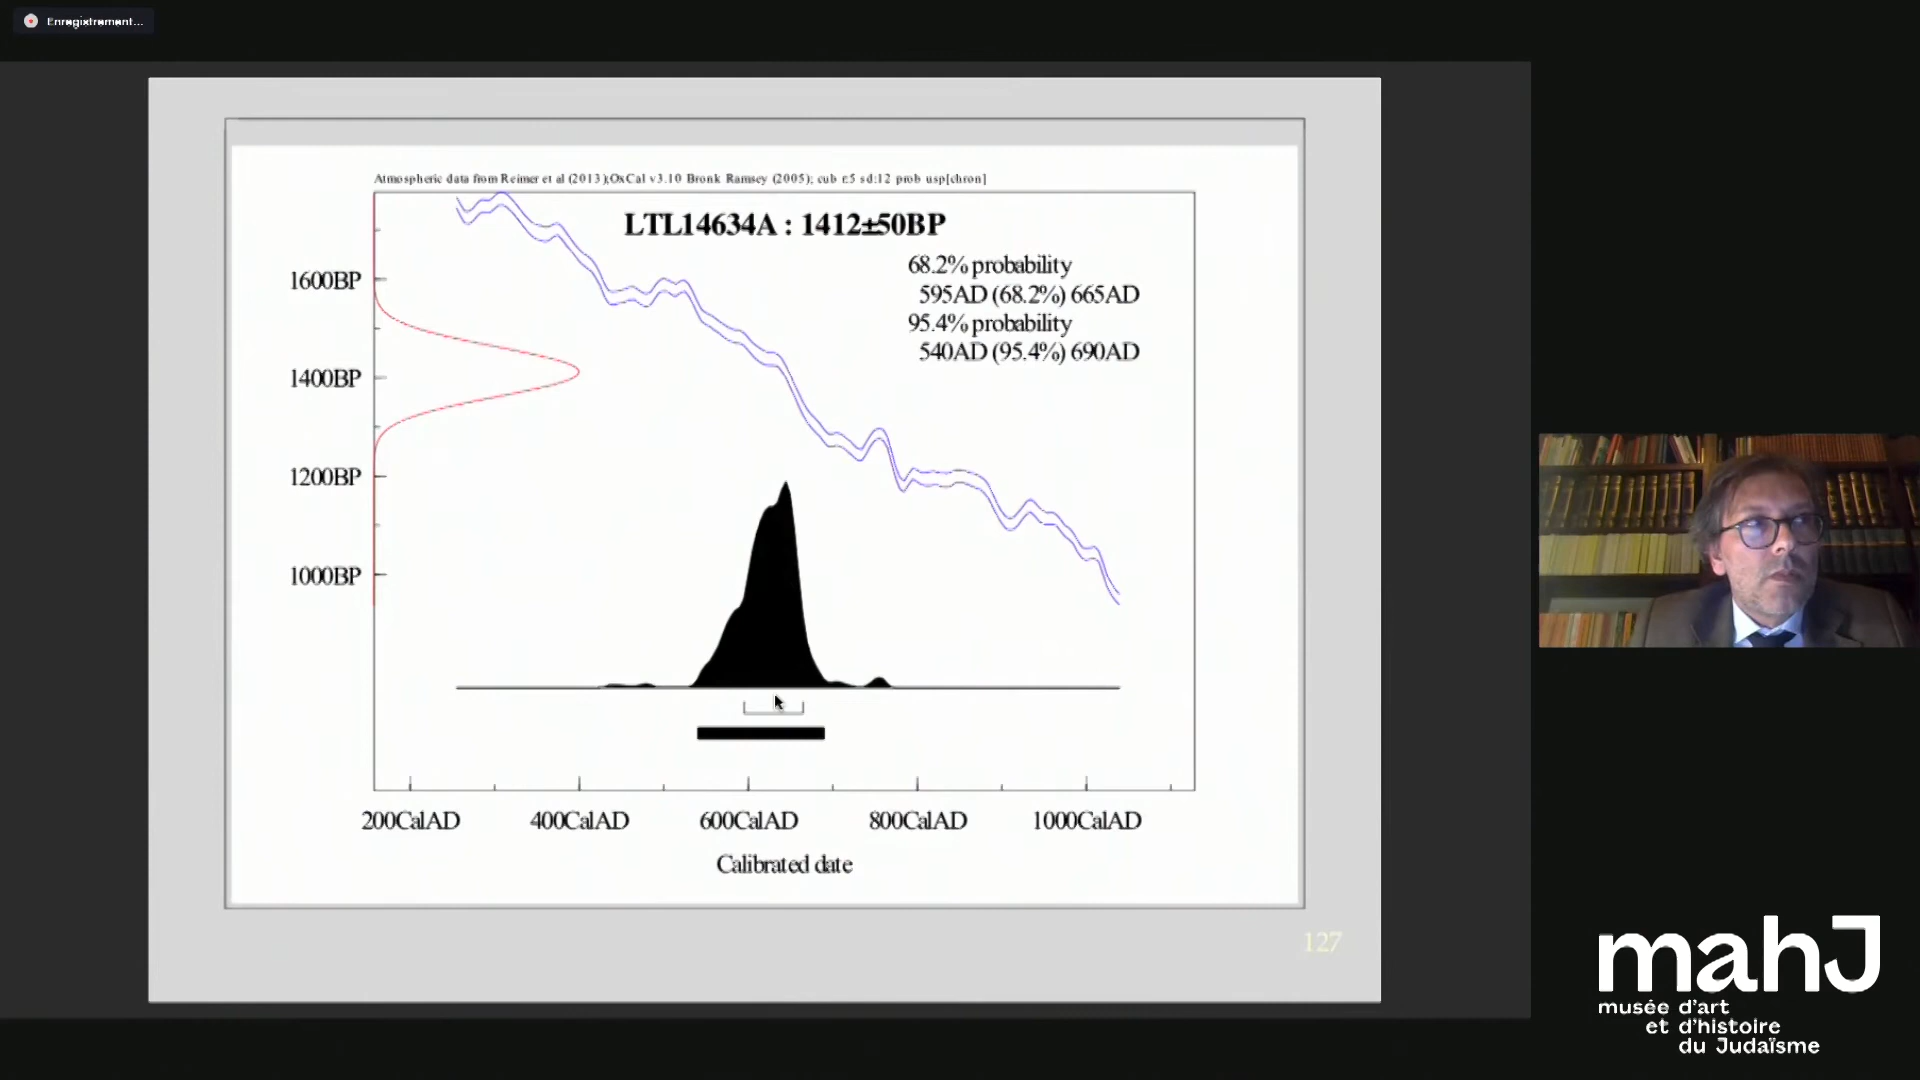 Enregistrement...
Atmospheric data from Reimer et al (2013);OxCal v3.10 Bronk Ramsey (2005); cub r:5 sd:12 prob usp[chron]
LTL14634A : 1412±50BP
68.2% probability
595AD (68.2%) 665AD
95.4% probability
540AD (95.4%) 690AD
1600BP
1400BP
1200BP
1000BP
200CalAD 400CalAD 600CalAD 800CalAD 1000CalAD
Calibrated date
127
mahJ
musée d'art
et d'histoire
du Judaïsme